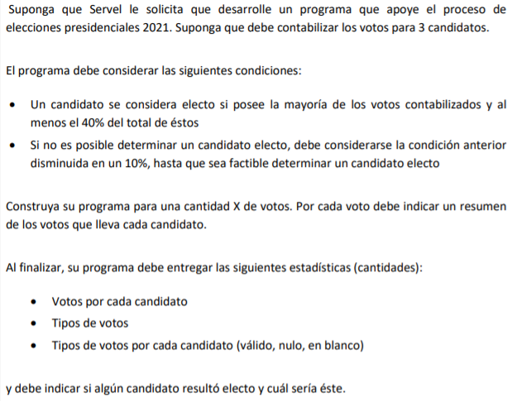 Suponga que Servel le solicita que desarrolle un programa que apoye el proceso de
elecciones presidenciales 2021. Suponga que debe contabilizar los votos para 3 candidatos.
El programa debe considerar las siguientes condiciones:
• Un candidato se considera electo si posee la mayoría de los votos contabilizados y al
menos el 40% del total de éstos
• Si no es posible determinar un candidato electo, debe considerarse la condición anterior
disminuida en un 10%, hasta que sea factible determinar un candidato electo
Construya su programa para una cantidad X de votos. Por cada voto debe indicar un resumen
de los votos que lleva cada candidato.
Al finalizar, su programa debe entregar las siguientes estadísticas (cantidades):
• Votos por cada candidato
• Tipos de votos
• Tipos de votos por cada candidato (válido, nulo, en blanco)
y debe indicar si algún candidato resultó electo y cuál sería éste.